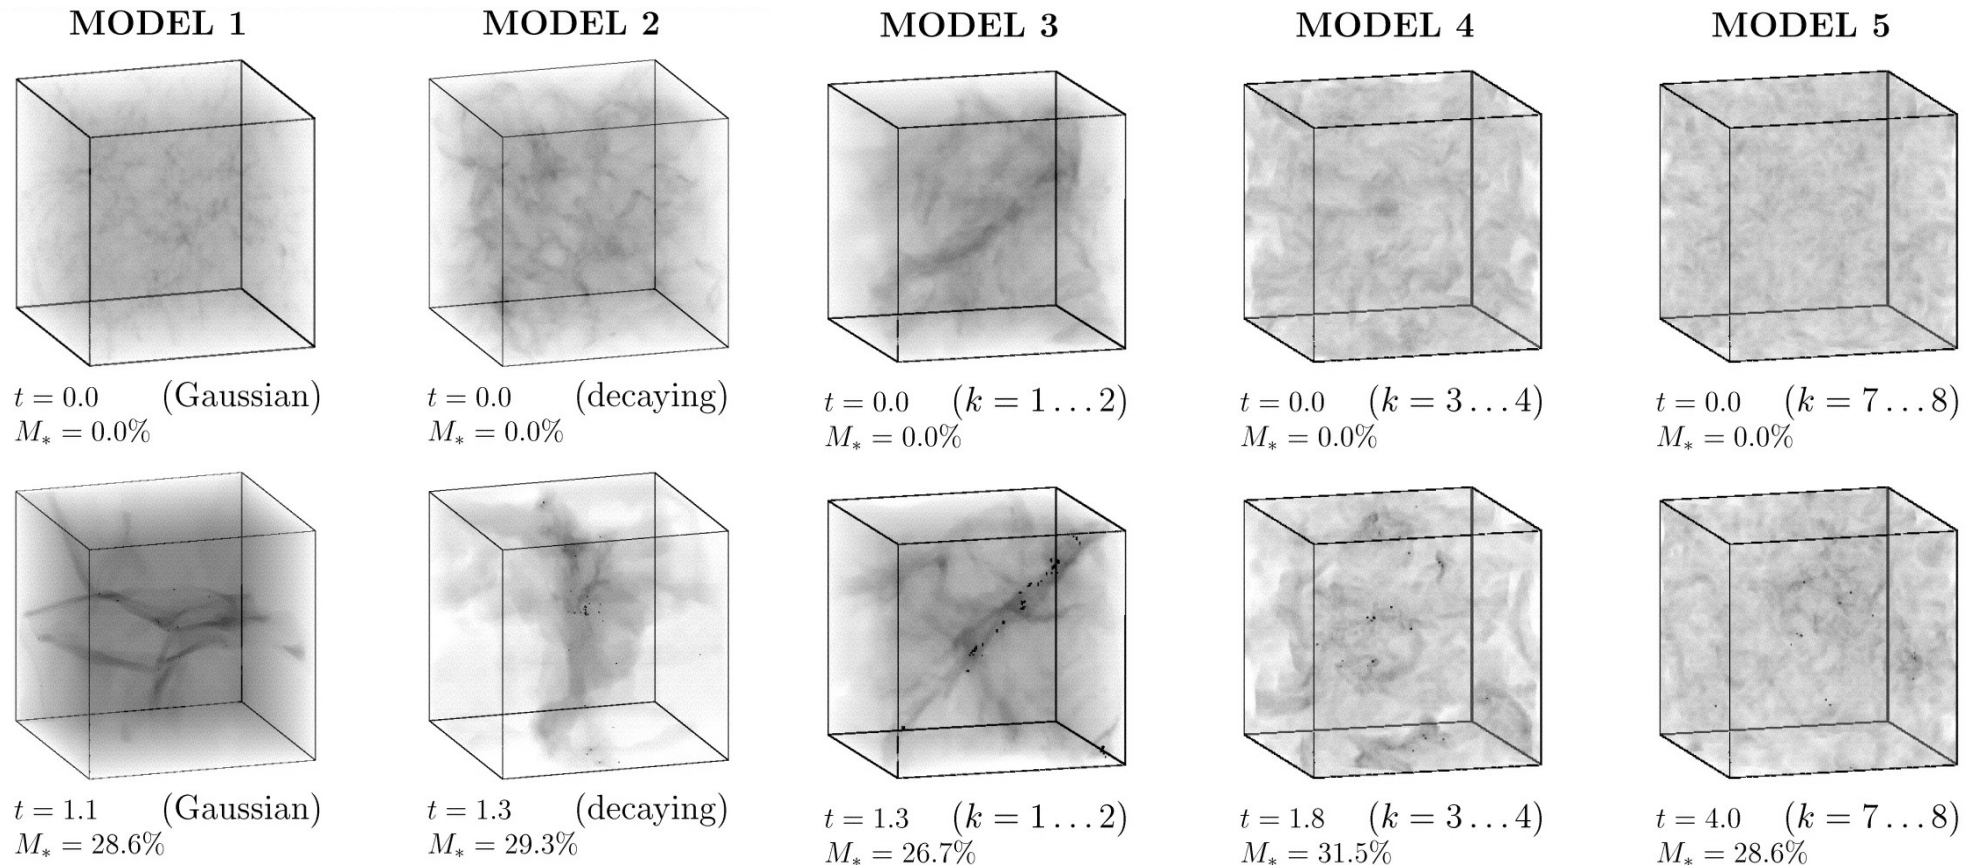 MODEL 1
MODEL 2
MODEL 3
MODEL 4
MODEL 5
t = 0.0 (Gaussian)
M* = 0.0%
t = 0.0 (decaying)
M* = 0.0%
t = 0.0 (k = 1...2)
M* = 0.0%
t = 0.0 (k = 3...4)
M* = 0.0%
t = 0.0 (k = 7...8)
M* = 0.0%
t = 1.1 (Gaussian)
M* = 28.6%
t = 1.3 (decaying)
M* = 29.3%
t = 1.3 (k = 1...2)
M* = 26.7%
t = 1.8 (k = 3...4)
M* = 31.5%
t = 4.0 (k = 7...8)
M* = 28.6%